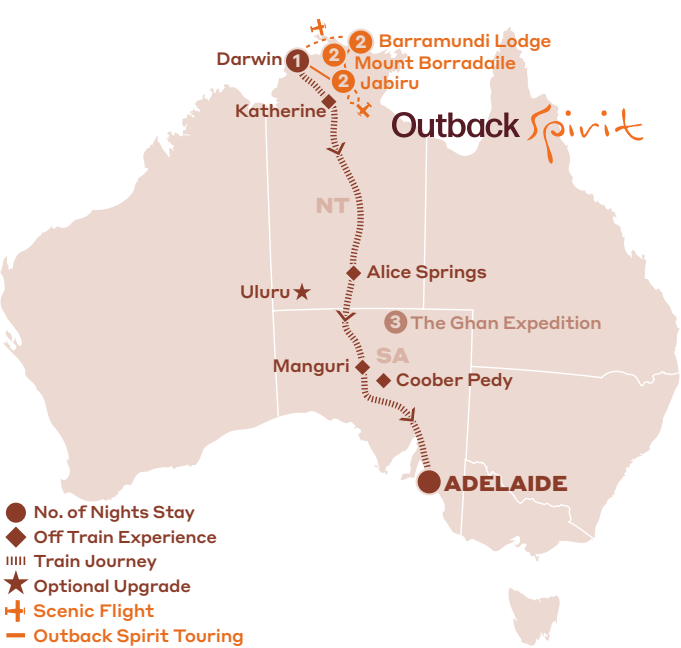 2 Barramundi Lodge
Darwin 1
2 Mount Borradaile
2 Jabiru
Katherine
Outback Spirit
NT
Alice Springs
Uluru
3 The Ghan Expedition
SA
Manguri
Coober Pedy
ADELAIDE
No. of Nights Stay
Off Train Experience
Train Journey
Optional Upgrade
Scenic Flight
Outback Spirit Touring